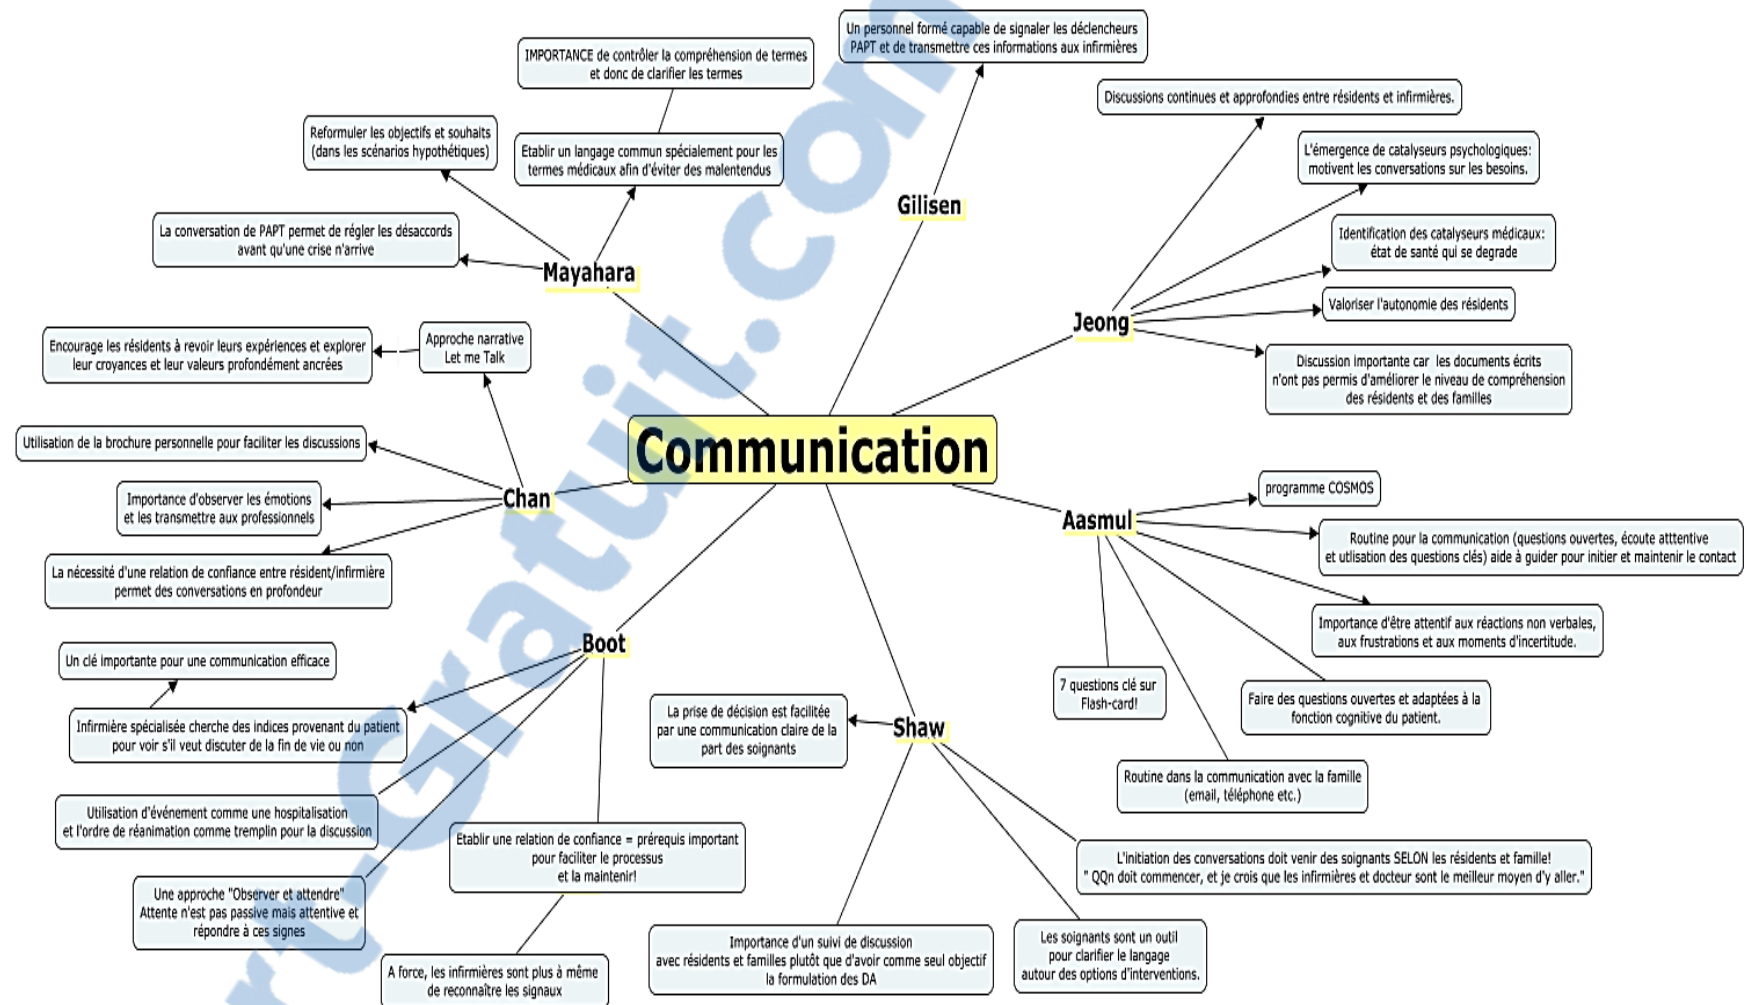 Un personnel formé capable de signaler les déclencheurs
PAPT et de transmettre ces informations aux infirmières
IMPORTANCE de contrôler la compréhension de termes
et donc de clarifier les termes
Discussions continues et approfondies entre résidents et infirmières.
Reformuler les objectifs et souhaits
(dans les scénarios hypothétiques)
Etablir un langage commun spécialement pour les
termes médicaux afin d'éviter des malentendus
L'émergence de catalyseurs psychologiques:
motivent les conversations sur les besoins.
Gilisen
La conversation de PAPT permet de régler les désaccords
avant qu'une crise n'arrive
Identification des catalyseurs médicaux:
état de santé qui se degrade
Mayahara
Valoriser l'autonomie des résidents
Jeong
Encourage les résidents à revoir leurs expériences et explorer
leur croyances et leur valeurs profondément ancrées
Approche narrative
Let me Talk
Discussion importante car les documents écrits
n'ont pas permis d'améliorer le niveau de compréhension
des résidents et des familles
Communication
Utilisation de la brochure personnelle pour faciliter les discussions
Importance d'observer les émotions
et les transmettre aux professionnels
Chan
programme COSMOS
Aasmul
Routine pour la communication (questions ouvertes, écoute atttentive
et utlisation des questions clés) aide à guider pour initier et maintenir le contact
La nécessité d'une relation de confiance entre résident/infirmière
permet des conversations en profondeur
Importance d'être attentif aux réactions non verbales,
aux frustrations et aux moments d'incertitude.
Boot
Un clé importante pour une communication efficace
7 questions clé sur
Flash-card!
Faire des questions ouvertes et adaptées à la
fonction cognitive du patient.
Infirmière spécialisée cherche des indices provenant du patient
pour voir s'il veut discuter de la fin de vie ou non
La prise de décision est facilitée
par une communication claire de la
part des soignants
Shaw
Routine dans la communication avec la famille
(email, téléphone etc.)
Utilisation d'événement comme une hospitalisation
et l'ordre de réanimation comme tremplin pour la discussion
Etablir une relation de confiance = prérequis important
pour faciliter le processus
et la maintenir!
L'initiation des conversations doit venir des soignants SELON les résidents et famille!
" QQn doit commencer, et je crois que les infirmières et docteur sont le meilleur moyen d'y aller."
Une approche "Observer et attendre"
Attente n'est pas passive mais attentive et
répondre à ces signes
Importance d'un suivi de discussion
avec résidents et familles plutôt que d'avoir comme seul objectif
la formulation des DA
Les soignants sont un outil
pour clarifier le langage
autour des options d'interventions.
A force, les infirmières sont plus à même
de reconnaître les signaux
rt-Gratuit.com